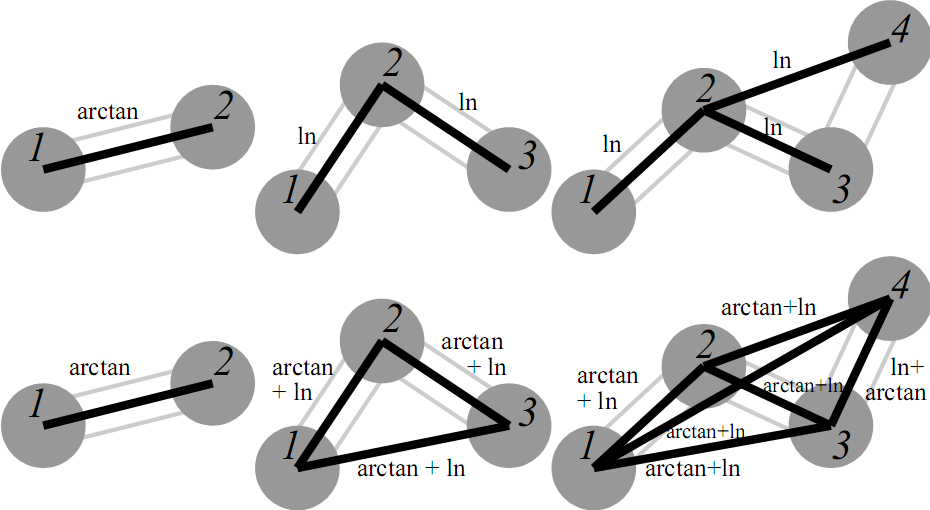 arctan
1
2
ln
ln
1
2
3
ln
ln
ln
1
2
3
4
arctan
1
2
arctan
+ ln
arctan
+ ln
arctan + ln
1
2
3
arctan+ln
arctan
+ ln
arctan+ln
ln+
arctan
arctan+ln
arctan+ln
1
2
3
4